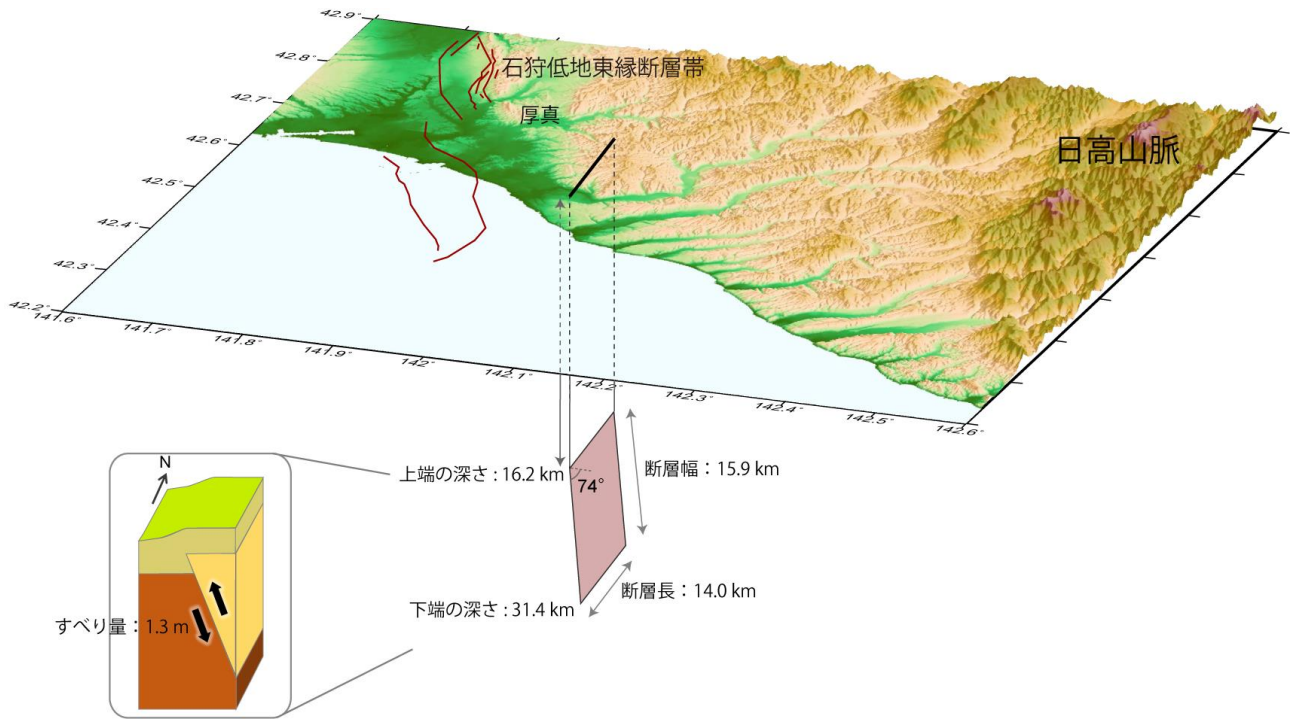 42.9°
42.8°
42.7°
42.6°
42.5°
42.4°
42.3°
42.2°
141.6°
141.7°
141.8°
141.9°
142°
142.1°
142.2°
142.3°
142.4°
142.5°
142.6°
石狩低地東縁断層帯
厚真
日高山脈
上端の深さ : 16.2 km
74°
断層幅：15.9 km
断層長：14.0 km
下端の深さ : 31.4 km
N
すべり量：1.3 m